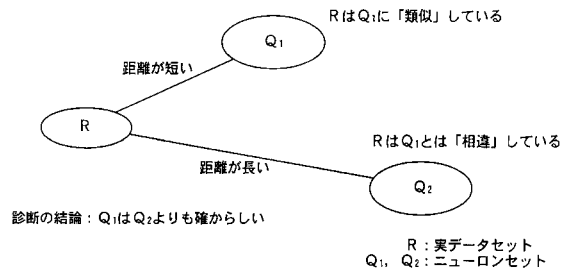 RはQ₁に「類似」している
Q₁
距離が短い
R
RはQ₁とは「相違」している
距離が長い
Q₂
診断の結論：Q₁はQ₂よりも確からしい
R：実データセット
Q₁, Q₂：ニューロンセット